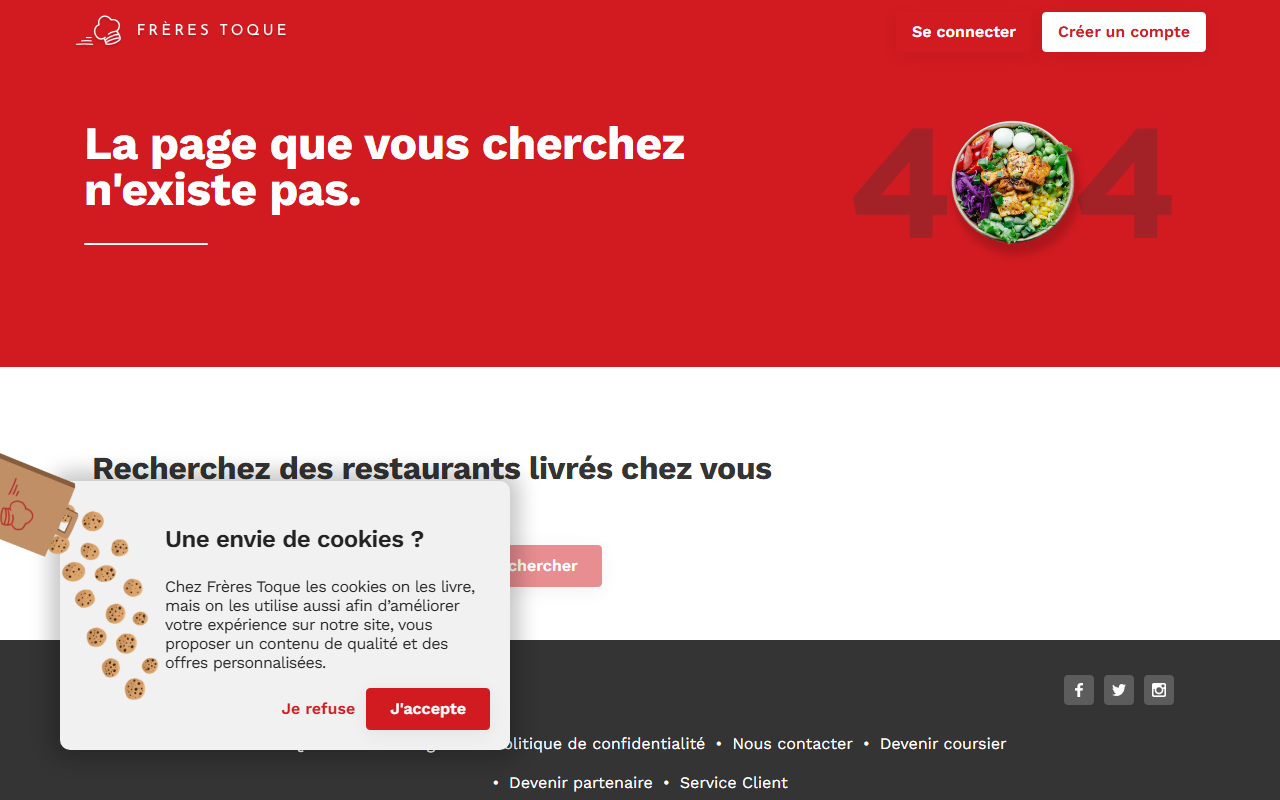 FRÈRES TOQUE
Se connecter
Créer un compte
La page que vous cherchez
n'existe pas.
4 4
Recherchez des restaurants livrés chez vous
chercher
Une envie de cookies ?
Chez Frères Toque les cookies on les livre,
mais on les utilise aussi afin d’améliorer
votre expérience sur notre site, vous
proposer un contenu de qualité et des
offres personnalisées.
Je refuse
J'accepte
olitique de confidentialité • Nous contacter • Devenir coursier
• Devenir partenaire • Service Client